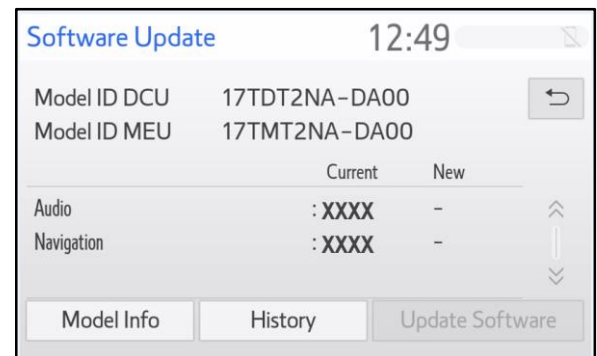 Software Update 12:49
Model ID DCU 17TDT2NA-DA00
Model ID MEU 17TMT2NA-DA00
Current New
Audio : XXXX -
Navigation : XXXX -
Model Info History Update Software